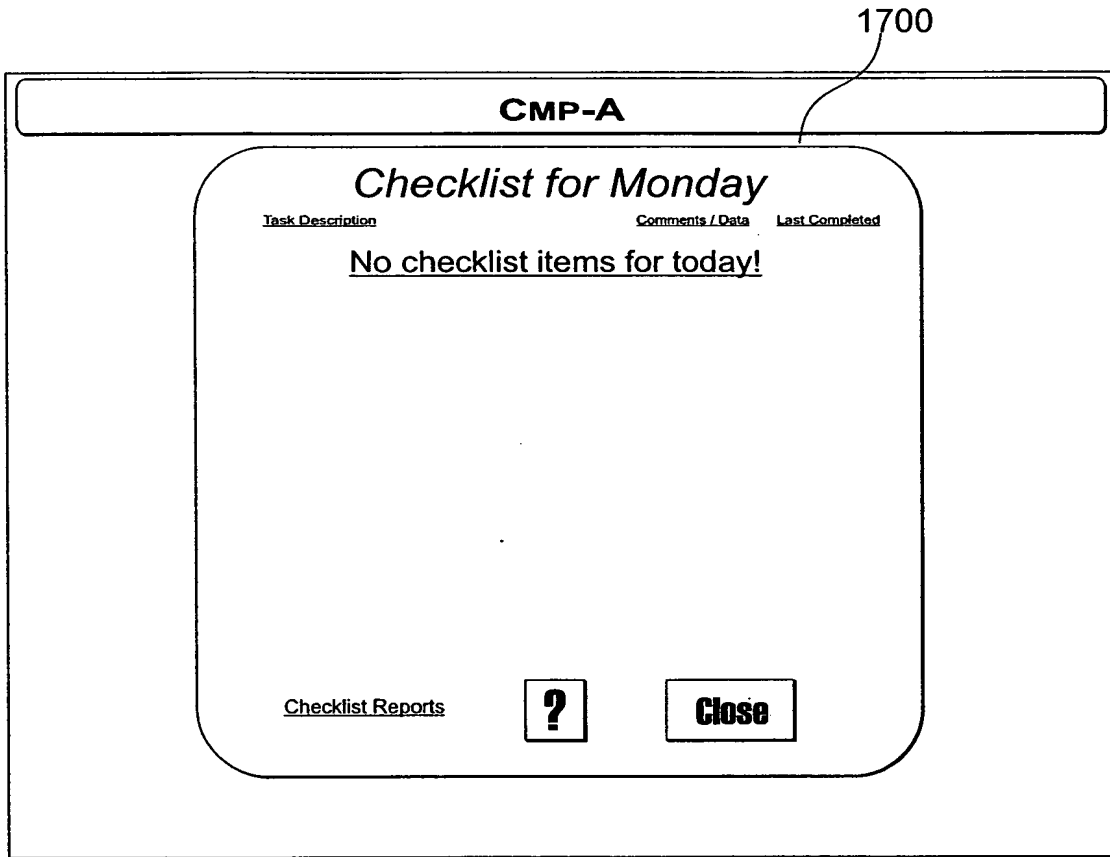 1700
CMP-A
Checklist for Monday
Task Description Comments / Data Last Completed
No checklist items for today!
Checklist Reports ? Close